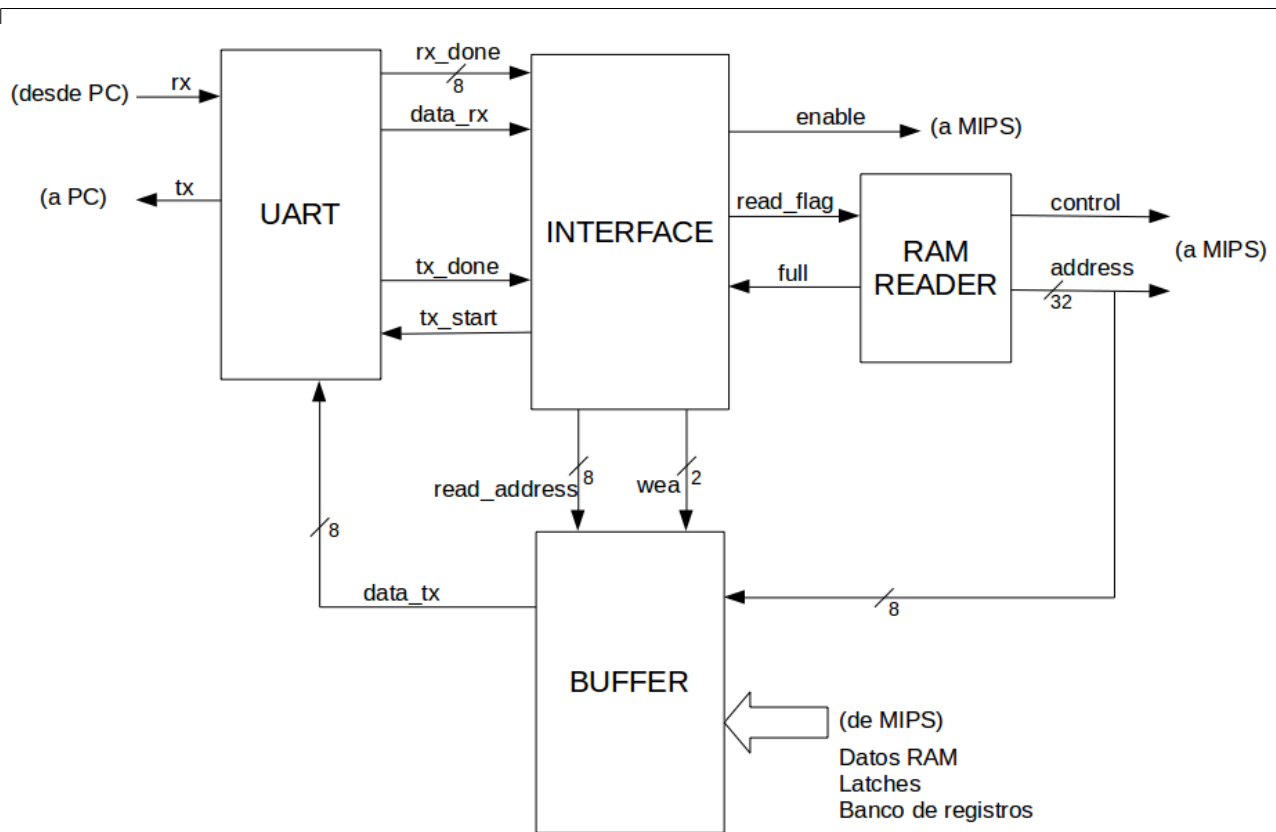 rx_done
8
(desde PC)
rx
data_rx
enable
(a MIPS)
tx
(a PC)
UART
INTERFACE
read_flag
control
RAM
READER
(a MIPS)
full
address
32
tx_done
tx_start
read_address
8
wea
2
8
data_tx
8
BUFFER
(de MIPS)
Datos RAM
Latches
Banco de registros